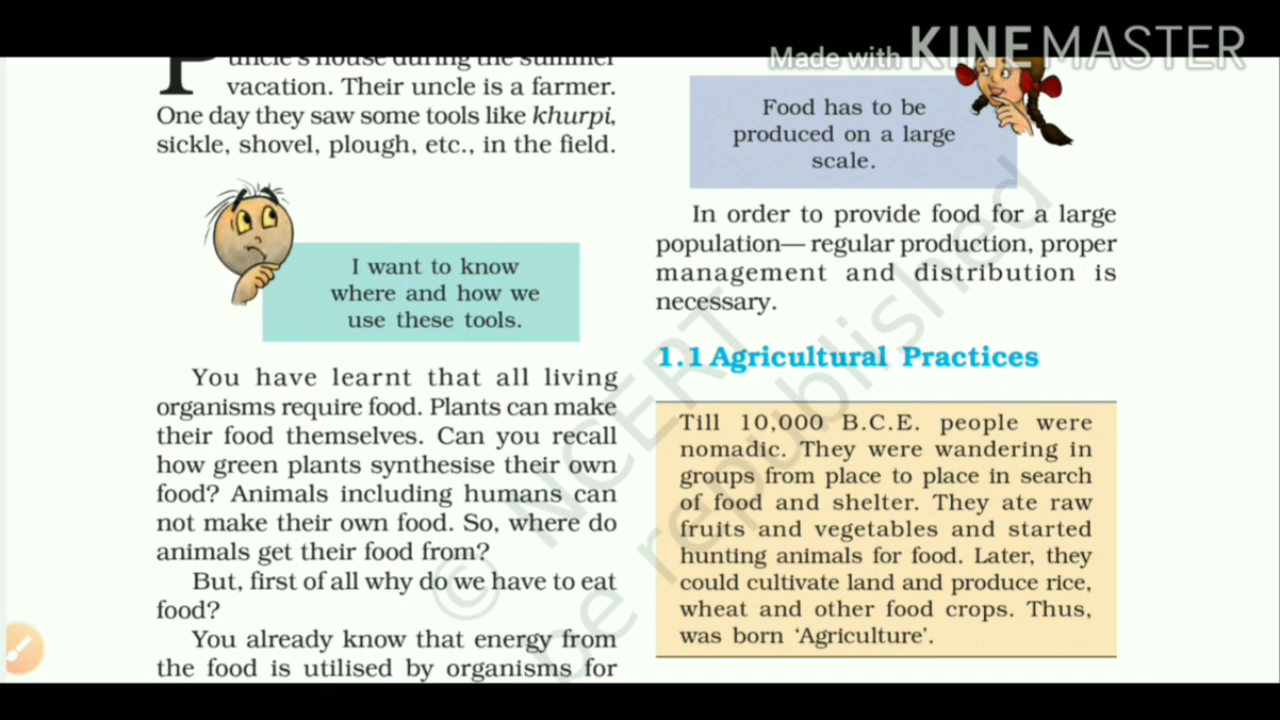 Made with KINEMASTER
uncle's house during the summer
vacation. Their uncle is a farmer.
One day they saw some tools like khurpi,
sickle, shovel, plough, etc., in the field.
I want to know
where and how we
use these tools.
You have learnt that all living
organisms require food. Plants can make
their food themselves. Can you recall
how green plants synthesise their own
food? Animals including humans can
not make their own food. So, where do
animals get their food from?
But, first of all why do we have to eat
food?
You already know that energy from
the food is utilised by organisms for
Food has to be
produced on a large
scale.
In order to provide food for a large
population— regular production, proper
management and distribution is
necessary.
1.1 Agricultural Practices
Till 10,000 B.C.E. people were
nomadic. They were wandering in
groups from place to place in search
of food and shelter. They ate raw
fruits and vegetables and started
hunting animals for food. Later, they
could cultivate land and produce rice,
wheat and other food crops. Thus,
was born ‘Agriculture’.
© NCERT
be republished